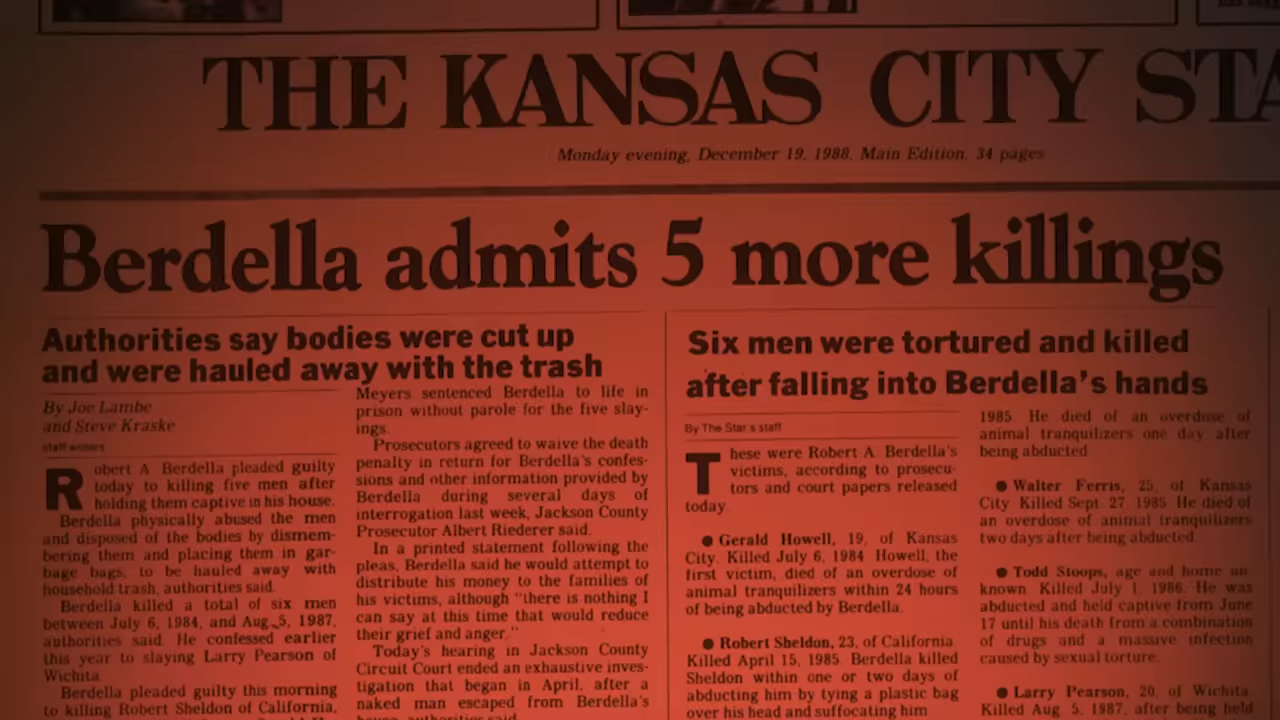 THE KANSAS CITY STA
Monday evening, December 19, 1988. Main Edition. 34 pages
Berdella admits 5 more killings
Authorities say bodies were cut up
and were hauled away with the trash
By Joe Lambe
and Steve Kraske
staff writers
Robert A. Berdella pleaded guilty
today to killing five men after
holding them captive in his house.
Berdella physically abused the men
and disposed of the bodies by dismem-
bering them and placing them in gar-
bage bags, to be hauled away with
household trash, authorities said.
Berdella killed a total of six men
between July 6, 1984, and Aug. 5, 1987,
authorities said. He confessed earlier
this year to slaying Larry Pearson of
Wichita.
Berdella pleaded guilty this morning
to killing Robert Sheldon of California,
Meyers sentenced Berdella to life in
prison without parole for the five slay-
ings.
Prosecutors agreed to waive the death
penalty in return for Berdella's confes-
sions and other information provided by
Berdella during several days of
interrogation last week, Jackson County
Prosecutor Albert Riederer said.
In a printed statement following the
pleas, Berdella said he would attempt to
distribute his money to the families of
his victims, although "there is nothing I
can say at this time that would reduce
their grief and anger."
Today's hearing in Jackson County
Circuit Court ended an exhaustive inves-
tigation that began in April, after a
naked man escaped from Berdella's
house, authorities said.
Six men were tortured and killed
after falling into Berdella's hands
By The Star's staff
These were Robert A. Berdella's
victims, according to prosecu-
tors and court papers released
today.
● Gerald Howell, 19, of Kansas
City. Killed July 6, 1984. Howell, the
first victim, died of an overdose of
animal tranquilizers within 24 hours
of being abducted by Berdella.
● Robert Sheldon, 23, of California.
Killed April 15, 1985. Berdella killed
Sheldon within one or two days of
abducting him by tying a plastic bag
over his head and suffocating him
1985. He died of an overdose of
animal tranquilizers one day after
being abducted.
● Walter Ferris, 25, of Kansas
City. Killed Sept. 27, 1985. He died of
an overdose of animal tranquilizers
two days after being abducted.
● Todd Stoops, age and home un-
known. Killed July 1, 1986. He was
abducted and held captive from June
17 until his death from a combination
of drugs and a massive infection
caused by sexual torture.
● Larry Pearson, 20, of Wichita.
Killed Aug. 5, 1987, after being held